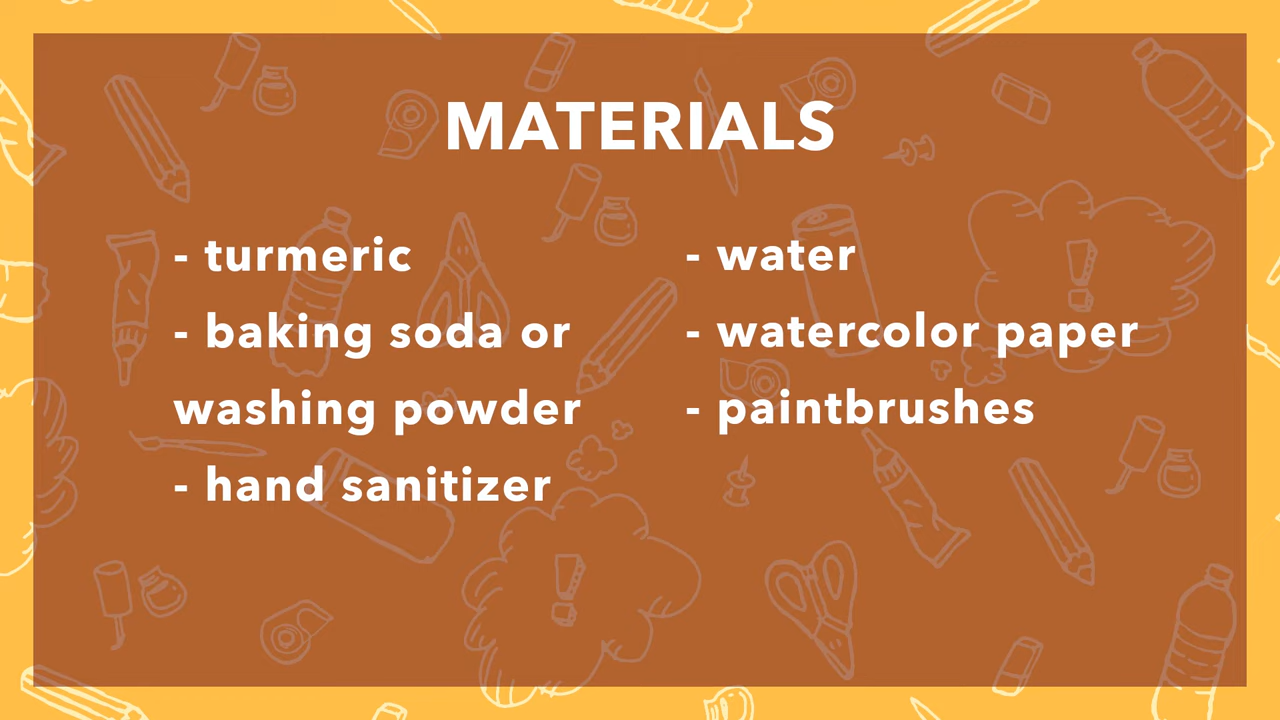 MATERIALS
- turmeric
- baking soda or
washing powder
- hand sanitizer
- water
- watercolor paper
- paintbrushes